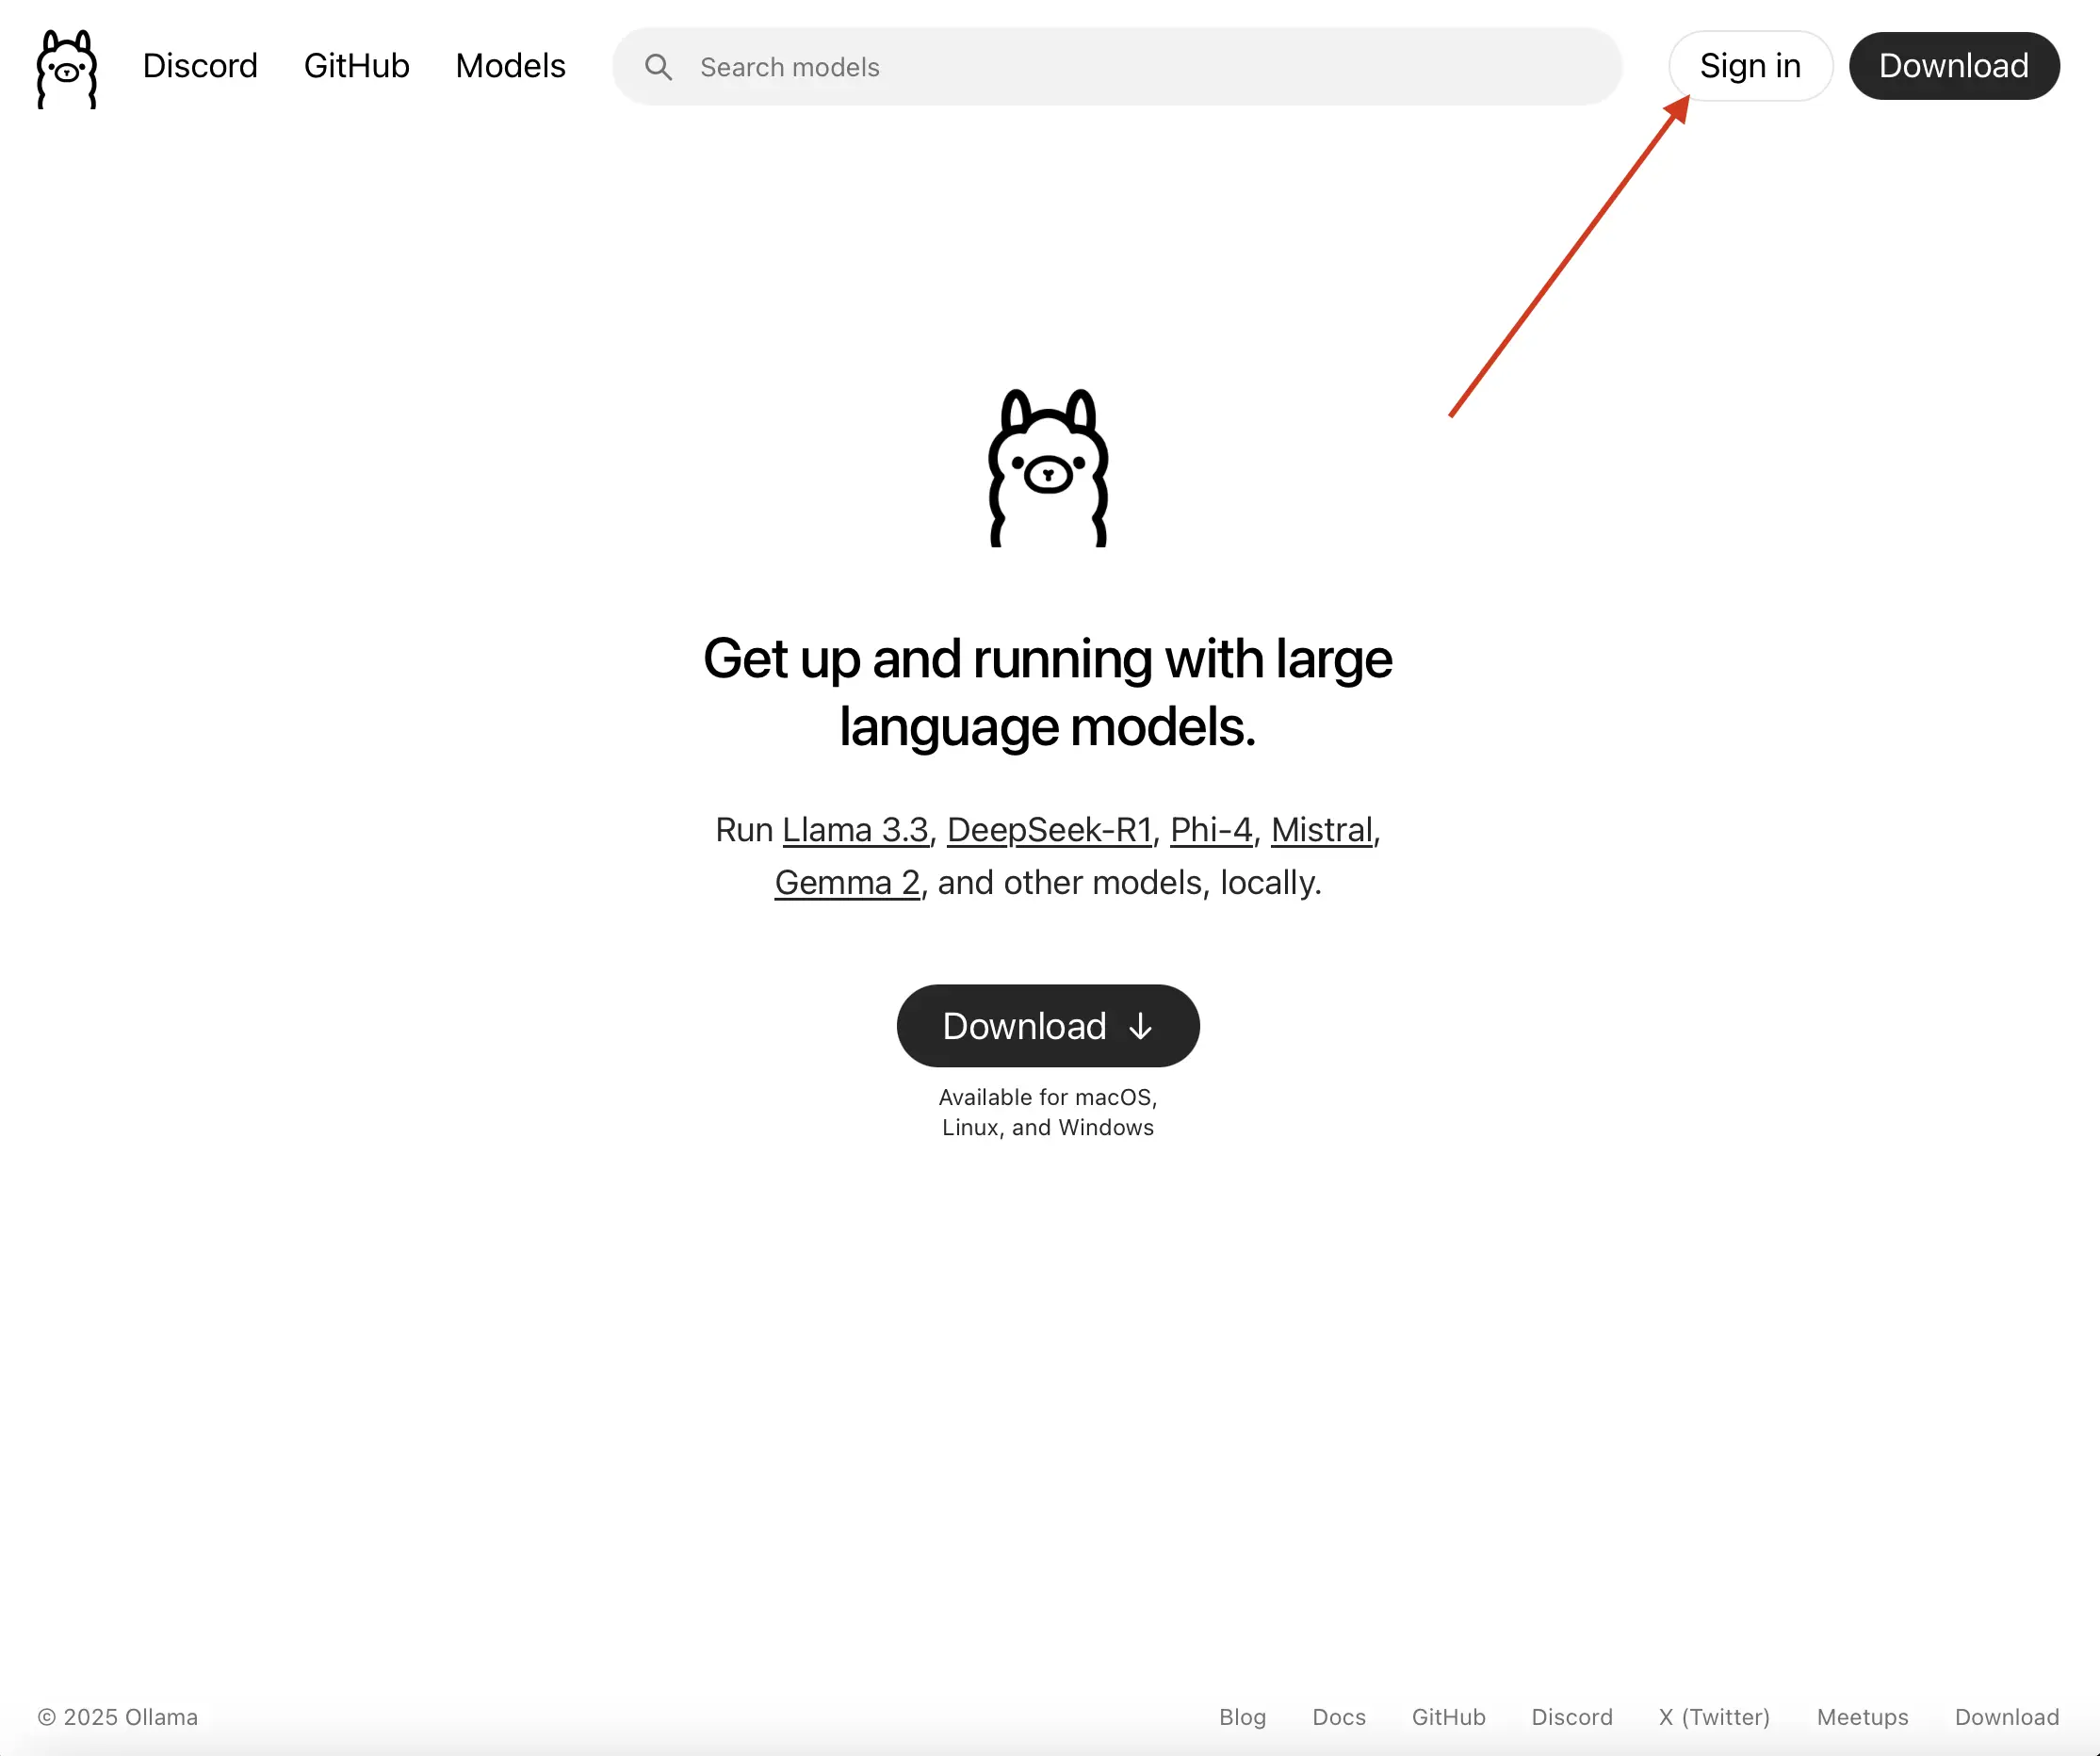 Discord GitHub Models Search models Sign in Download
Get up and running with large
language models.
Run Llama 3.3, DeepSeek-R1, Phi-4, Mistral,
Gemma 2, and other models, locally.
Download ↓
Available for macOS,
Linux, and Windows
© 2025 Ollama Blog Docs GitHub Discord X (Twitter) Meetups Download